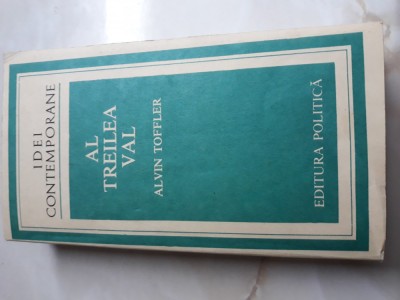 IDEI
CONTEMPORANE
AL
TREILEA
VAL
ALVIN TOFFLER
EDITURA POLITICĂ